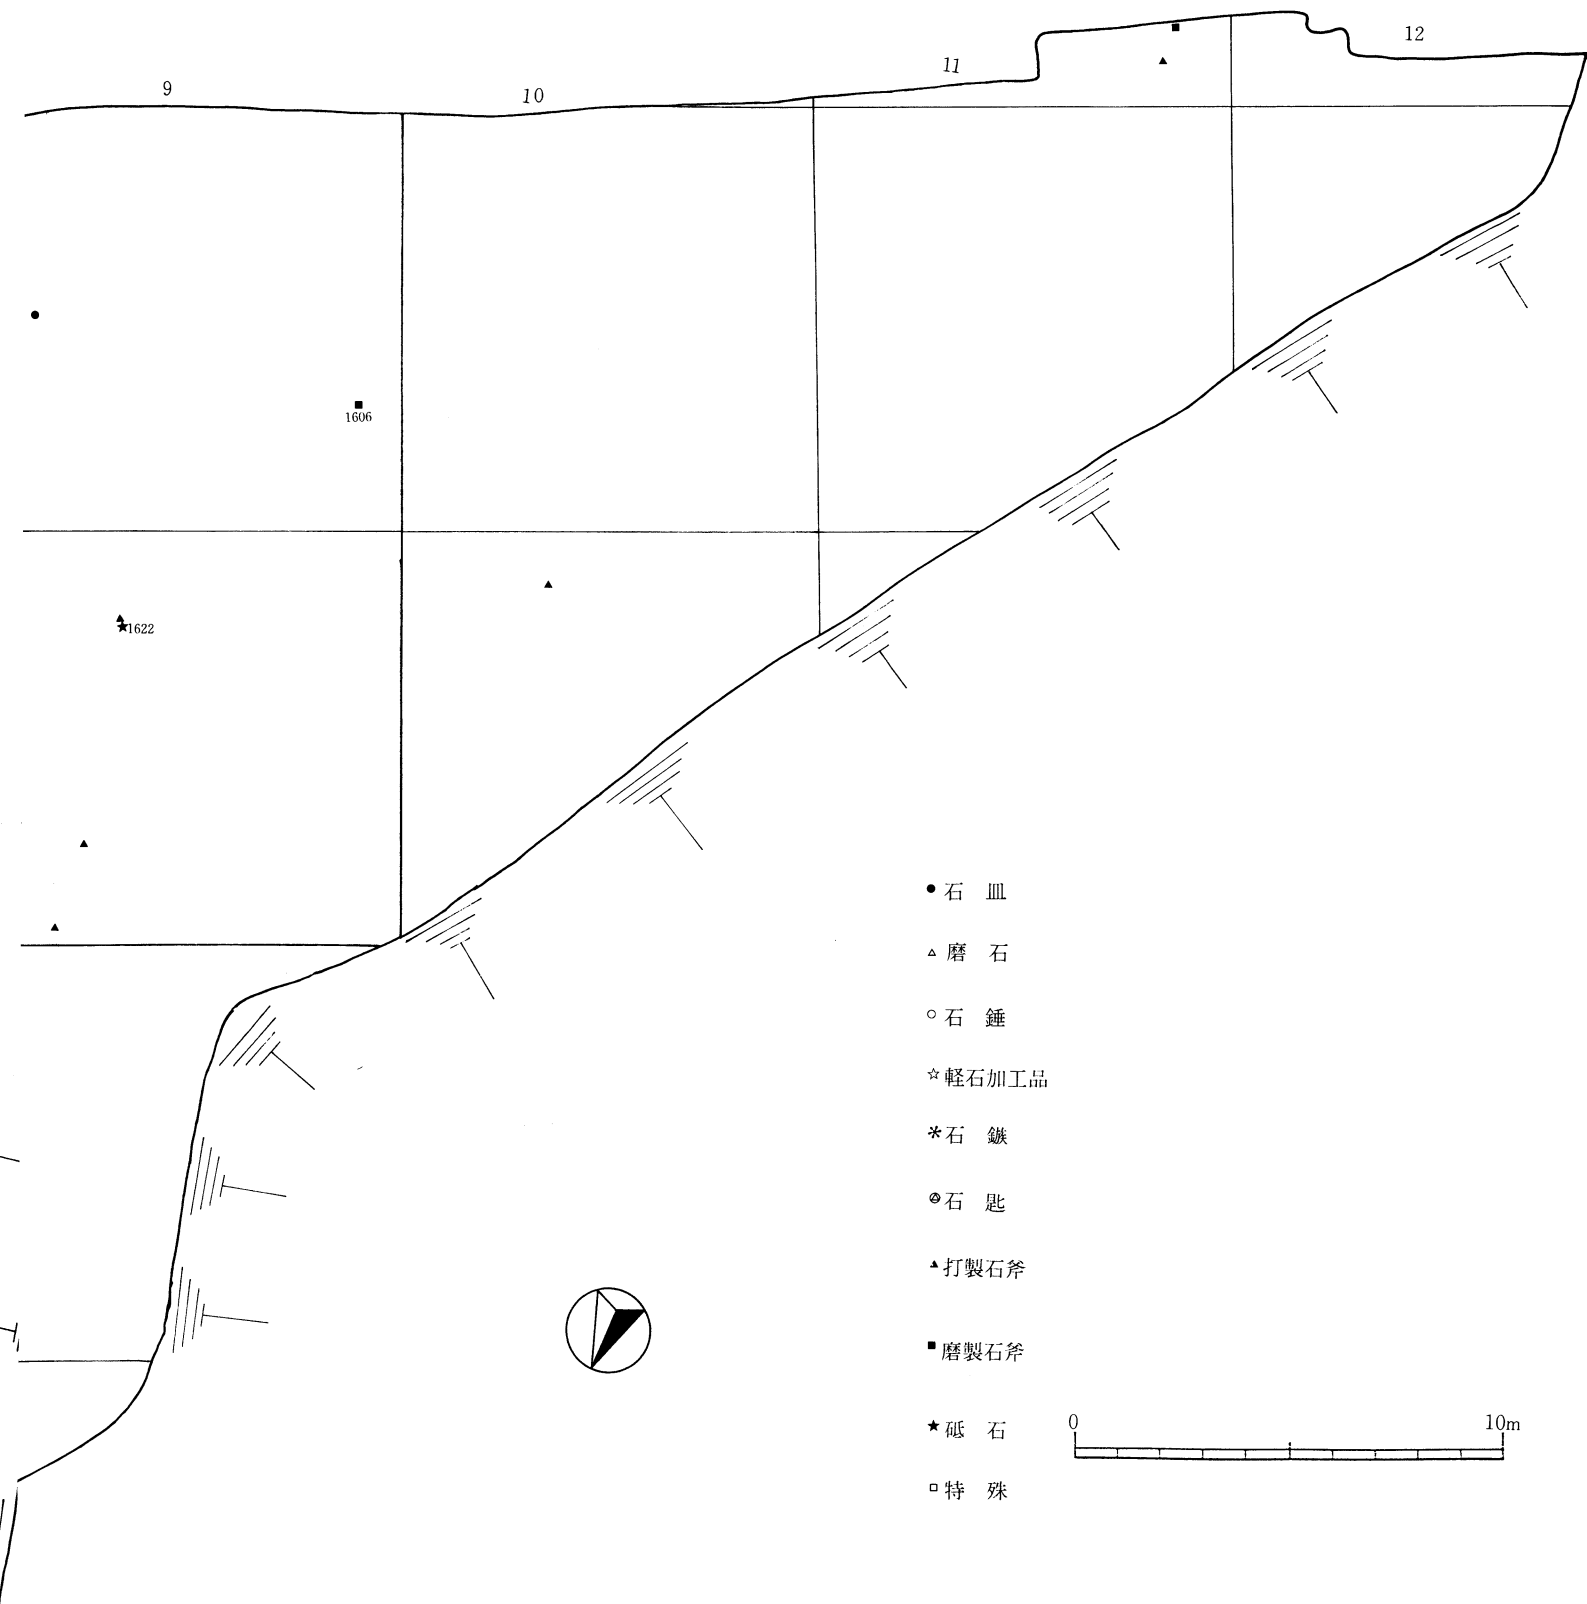 12
11
9
10
1606
1622
石 皿
磨 石
石 錘
軽石加工品
石 鏃
石 匙
打製石斧
磨製石斧
砥 石
0 10m
特 殊